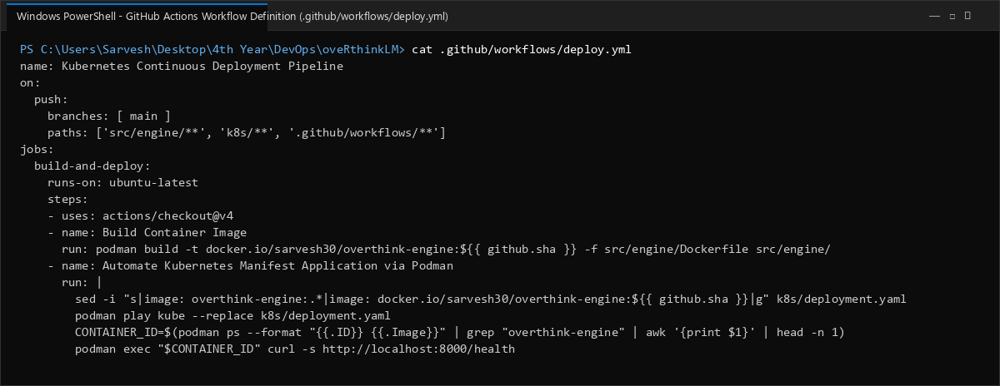 Windows PowerShell - GitHub Actions Workflow Definition (.github/workflows/deploy.yml)
PS C:\Users\Sarvesh\Desktop\4th Year\DevOps\oveRthinkLM> cat .github/workflows/deploy.yml
name: Kubernetes Continuous Deployment Pipeline
on:
  push:
    branches: [ main ]
    paths: ['src/engine/**', 'k8s/**', '.github/workflows/**']
jobs:
  build-and-deploy:
    runs-on: ubuntu-latest
    steps:
    - uses: actions/checkout@v4
    - name: Build Container Image
      run: podman build -t docker.io/sarvesh30/overthink-engine:${{ github.sha }} -f src/engine/Dockerfile src/engine/
    - name: Automate Kubernetes Manifest Application via Podman
      run: |
        sed -i "s|image: overthink-engine:.*|image: docker.io/sarvesh30/overthink-engine:${{ github.sha }}|g" k8s/deployment.yaml
        podman play kube --replace k8s/deployment.yaml
        CONTAINER_ID=$(podman ps --format "{{.ID}} {{.Image}}" | grep "overthink-engine" | awk '{print $1}' | head -n 1)
        podman exec "$CONTAINER_ID" curl -s http://localhost:8000/health